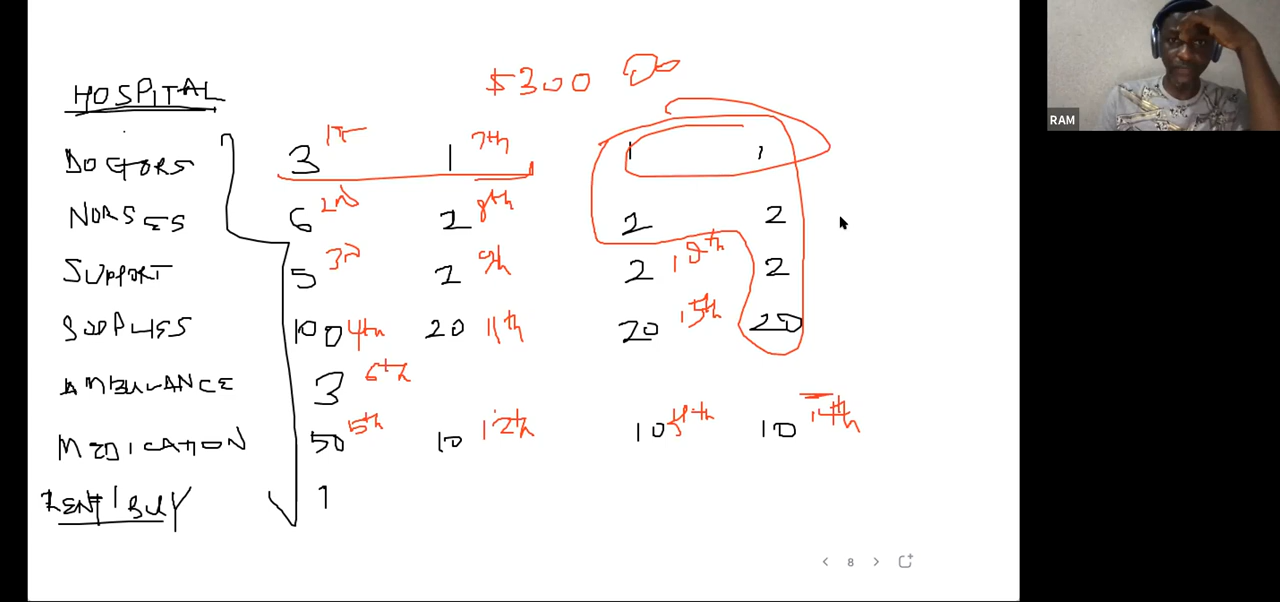 $300
HOSPITAL
RAM
DOCTORS 3 1st 1 7th 1 1
NURSES 6 2nd 2 8th 2 2
SUPPORT 5 3rd 2 9th 2 10th 2
SUPPLIES 100 4th 20 11th 20 15th 20
AMBULANCE 3 6th
MEDICATION 50 5th 10 12th 10 10 14th
RENT/BUY 1
8